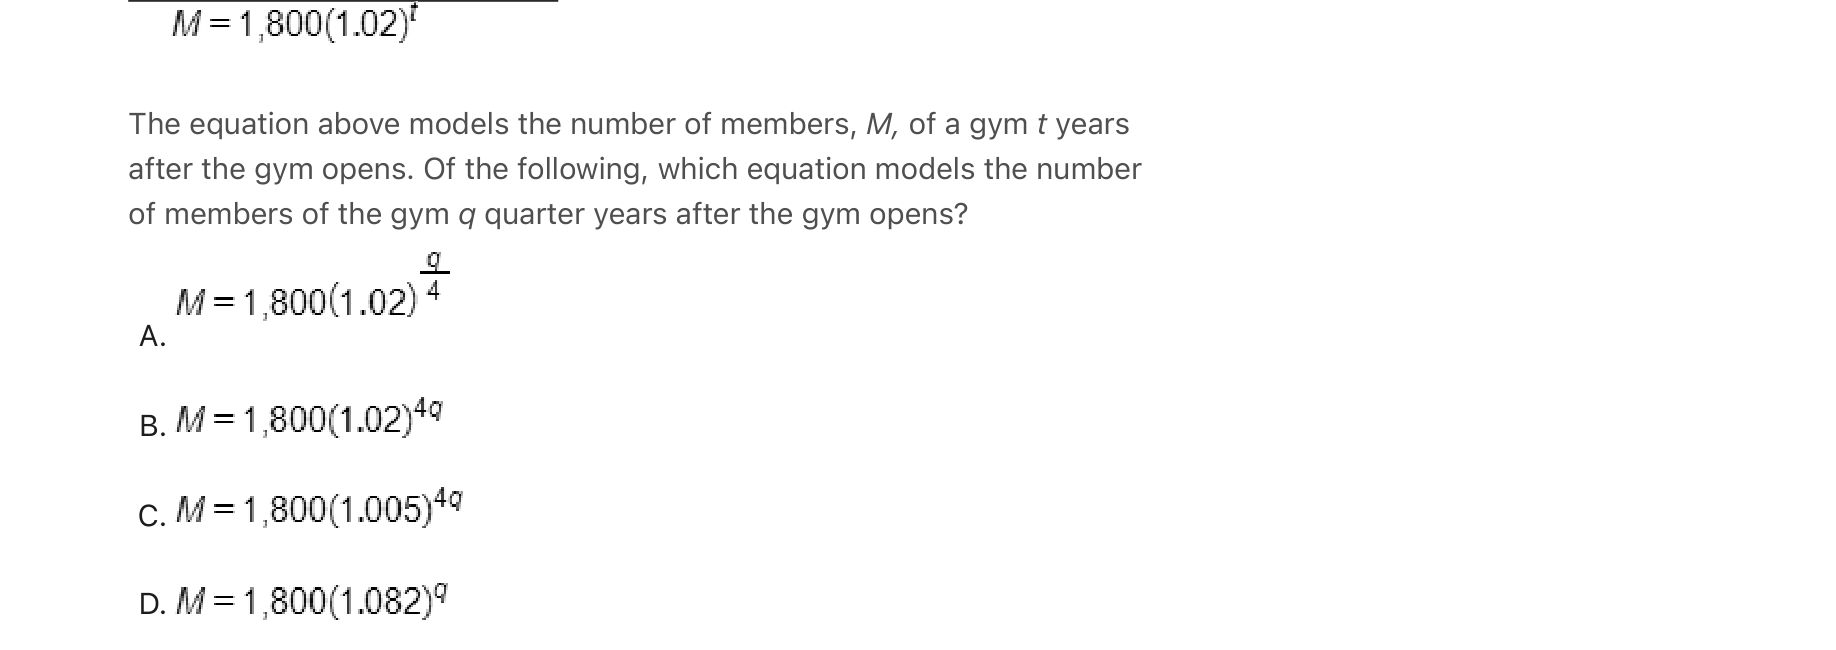 M = 1,800(1.02)^t
The equation above models the number of members, M, of a gym t years
after the gym opens. Of the following, which equation models the number
of members of the gym q quarter years after the gym opens?
A. M = 1,800(1.02)^(q/4)
B. M = 1,800(1.02)^4q
C. M = 1,800(1.005)^4q
D. M = 1,800(1.082)^q